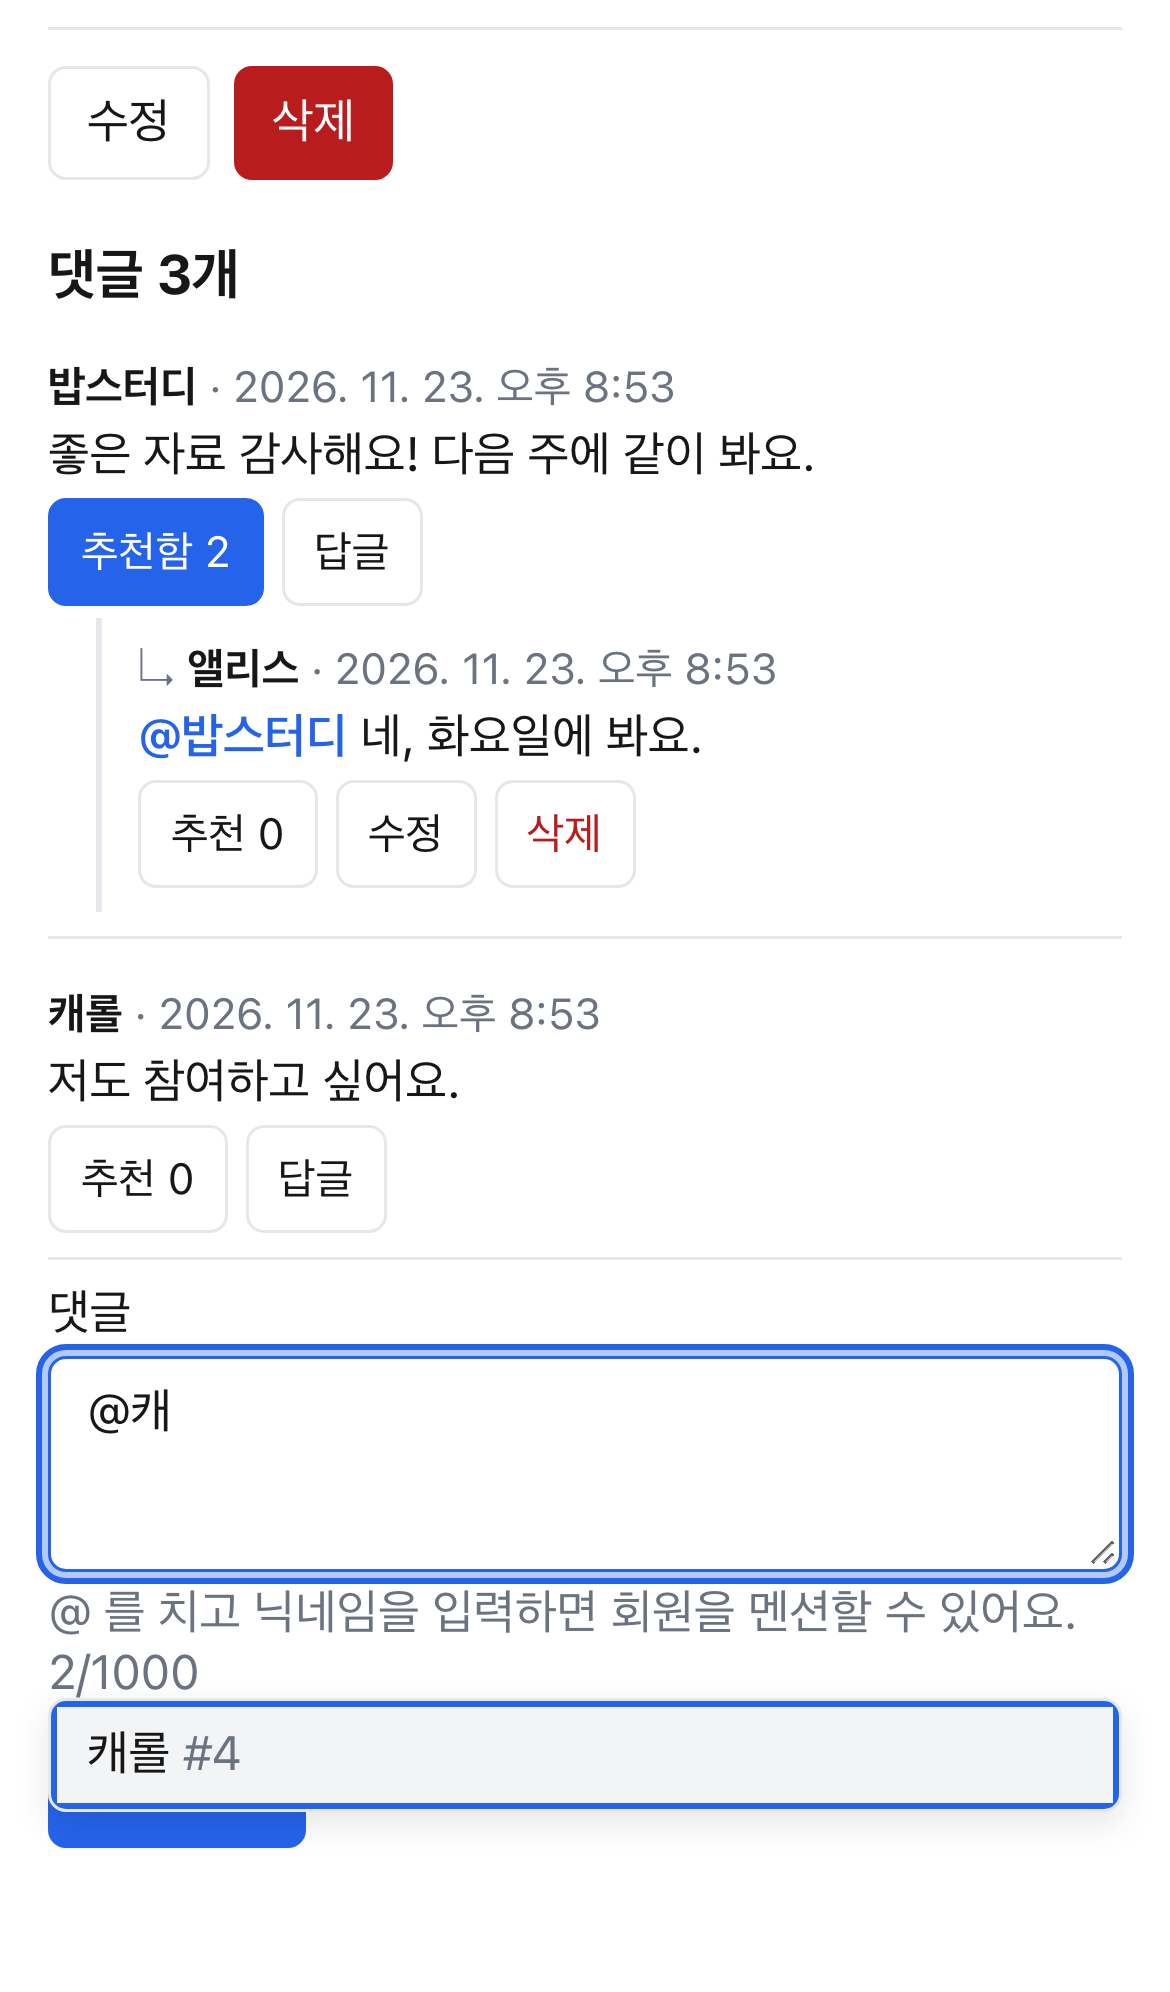 수정 삭제
댓글 3개
밥스터디 · 2026. 11. 23. 오후 8:53
좋은 자료 감사해요! 다음 주에 같이 봐요.
추천함 2 답글
앨리스 · 2026. 11. 23. 오후 8:53
@밥스터디 네, 화요일에 봐요.
추천 0 수정 삭제
캐롤 · 2026. 11. 23. 오후 8:53
저도 참여하고 싶어요.
추천 0 답글
댓글
@캐
@ 를 치고 닉네임을 입력하면 회원을 멘션할 수 있어요.
2/1000
캐롤 #4